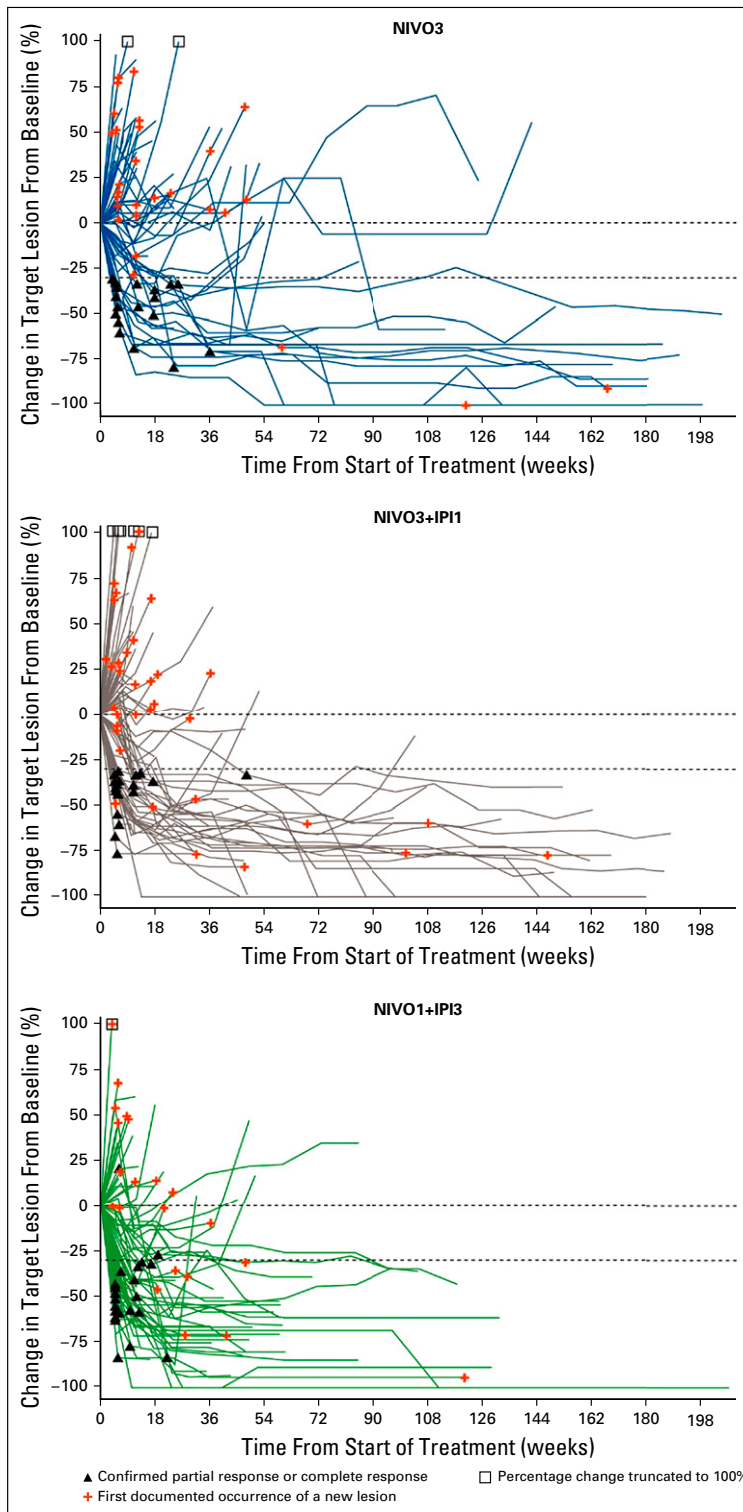 NIVO3
Change in Target Lesion From Baseline (%)
100
75
50
25
0
−25
−50
−75
−100
0 18 36 54 72 90 108 126 144 162 180 198
Time From Start of Treatment (weeks)
NIVO3+IPI1
Change in Target Lesion From Baseline (%)
100
75
50
25
0
−25
−50
−75
−100
0 18 36 54 72 90 108 126 144 162 180 198
Time From Start of Treatment (weeks)
NIVO1+IPI3
Change in Target Lesion From Baseline (%)
100
75
50
25
0
−25
−50
−75
−100
0 18 36 54 72 90 108 126 144 162 180 198
Time From Start of Treatment (weeks)
▲ Confirmed partial response or complete response □ Percentage change truncated to 100%
+ First documented occurrence of a new lesion